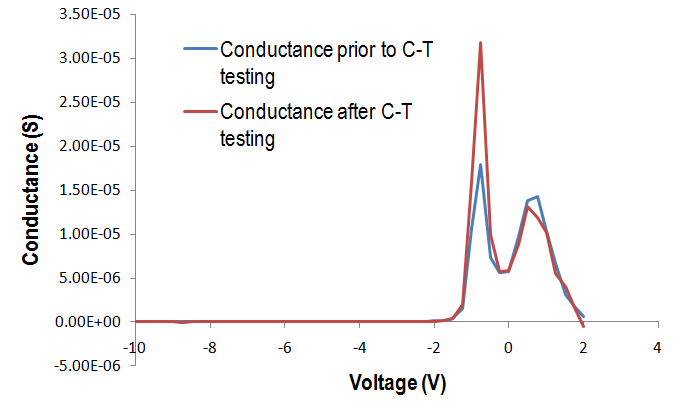 3.50E-05
3.00E-05
2.50E-05
2.00E-05
1.50E-05
1.00E-05
5.00E-06
0.00E+00
-5.00E-06
Conductance (S)
Conductance prior to C-T
testing
Conductance after C-T
testing
-10 -8 -6 -4 -2 0 2 4
Voltage (V)